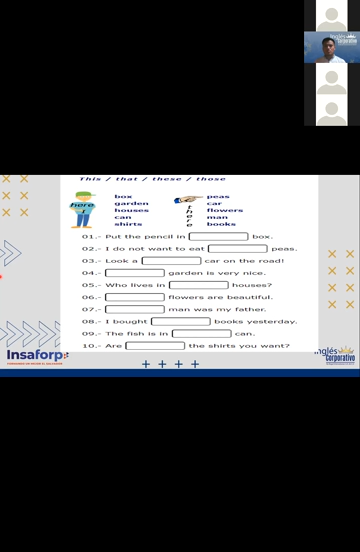 Inglés
Corporativo
This / that / these / those
here
box
garden
houses
can
shirts
there
peas
car
flowers
man
books
01.- Put the pencil in box.
02.- I do not want to eat peas.
03.- Look a car on the road!
04.- garden is very nice.
05.- Who lives in houses?
06.- flowers are beautiful.
07.- man was my father.
08.- I bought books yesterday.
09.- The fish is in can.
10.- Are the shirts you want?
Insaforp
Inglés
Corporativo